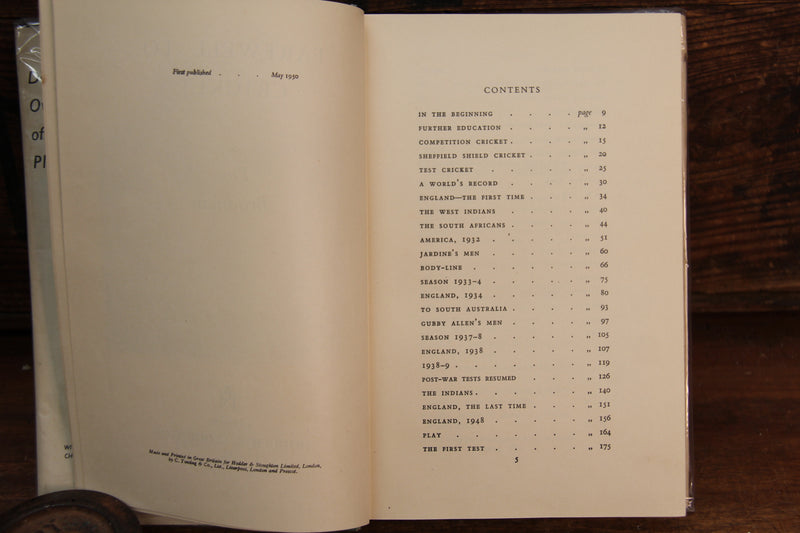 First published . . . May 1950
Made and Printed in Great Britain for Hodder & Stoughton Limited, London,
by C. Tinling & Co., Ltd., Liverpool, London and Prescot.
CONTENTS
IN THE BEGINNING . . . . page 9
FURTHER EDUCATION . . . . „ 12
COMPETITION CRICKET . . . . „ 15
SHEFFIELD SHIELD CRICKET . . . „ 20
TEST CRICKET . . . . . „ 25
A WORLD'S RECORD . . . . „ 30
ENGLAND—THE FIRST TIME . . . „ 34
THE WEST INDIANS . . . . „ 40
THE SOUTH AFRICANS . . . . „ 44
AMERICA, 1932 . . . . . „ 51
JARDINE'S MEN . . . . . „ 60
BODY-LINE . . . . . . „ 66
SEASON 1933-4 . . . . . „ 75
ENGLAND, 1934 . . . . . „ 80
TO SOUTH AUSTRALIA . . . . „ 93
GUBBY ALLEN'S MEN . . . . „ 97
SEASON 1937-8 . . . . . „ 105
ENGLAND, 1938 . . . . . „ 107
1938-9 . . . . . . . „ 119
POST-WAR TESTS RESUMED . . . „ 126
THE INDIANS . . . . . . „ 140
ENGLAND, THE LAST TIME . . . „ 151
ENGLAND, 1948 . . . . . „ 156
PLAY . . . . . . . „ 164
THE FIRST TEST . . . . . „ 175
5